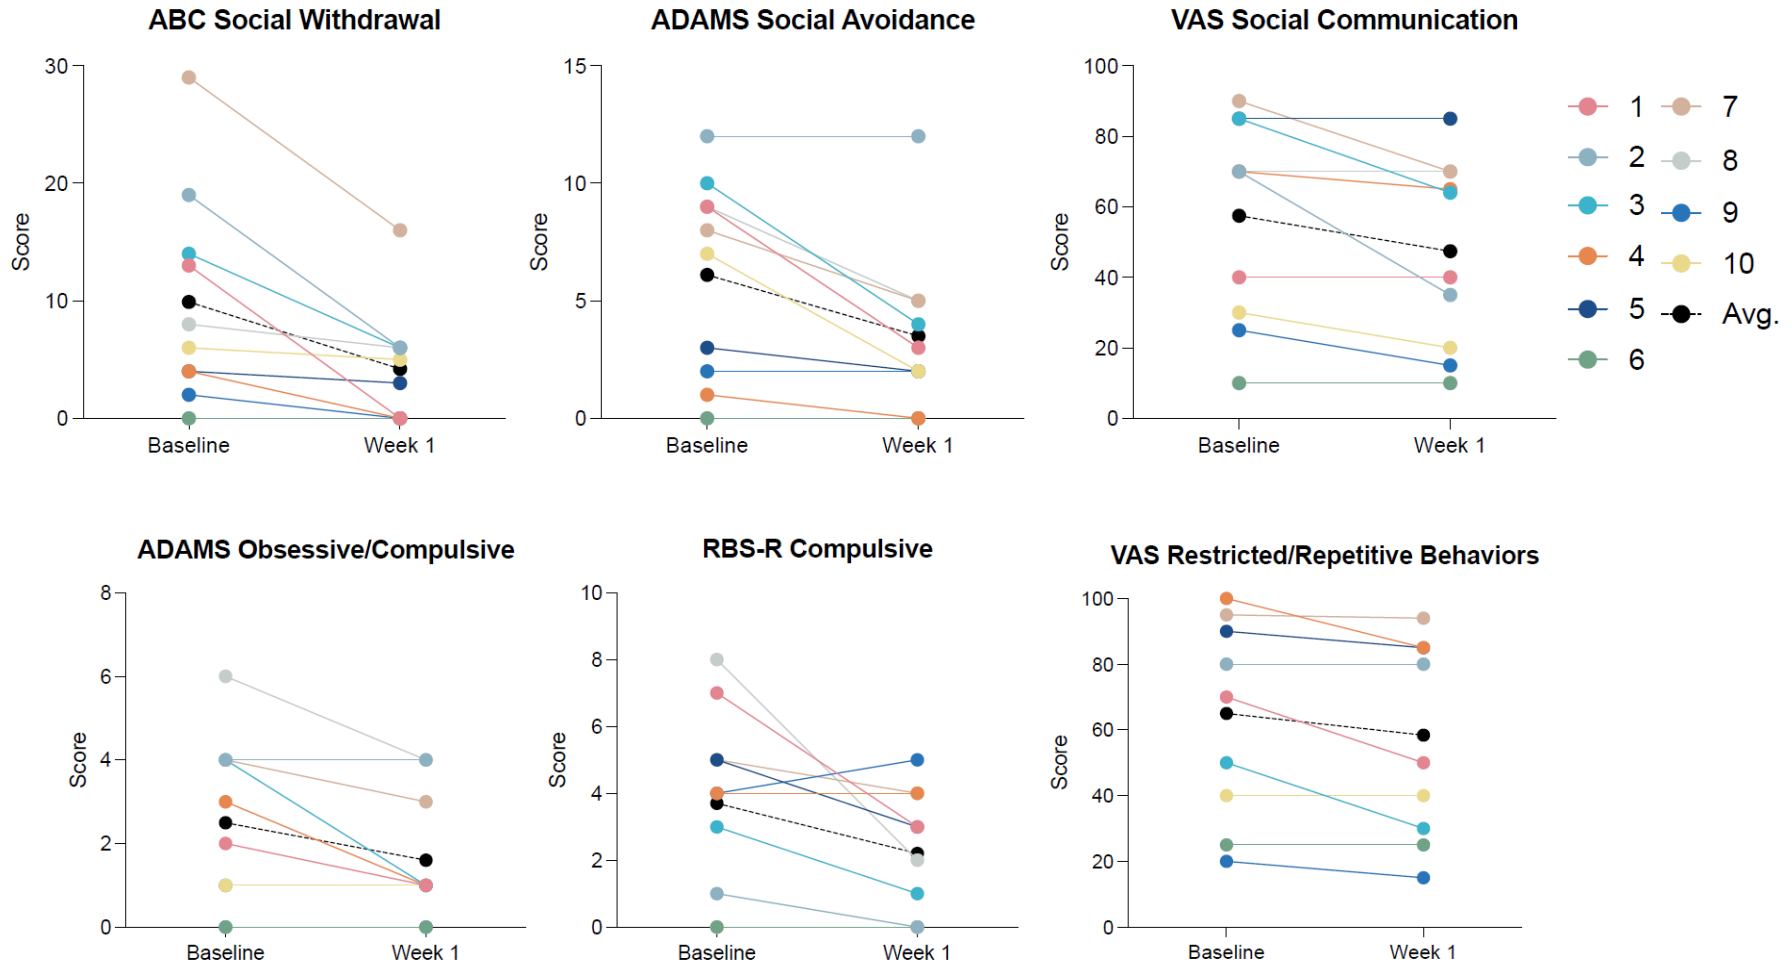 ABC Social Withdrawal
30
20
10
0
Score
Baseline
Week 1
ADAMS Social Avoidance
15
10
5
0
Score
Baseline
Week 1
VAS Social Communication
100
80
60
40
20
0
Score
Baseline
Week 1
1
2
3
4
5
6
7
8
9
10
Avg.
ADAMS Obsessive/Compulsive
8
6
4
2
0
Score
Baseline
Week 1
RBS-R Compulsive
10
8
6
4
2
0
Score
Baseline
Week 1
VAS Restricted/Repetitive Behaviors
100
80
60
40
20
0
Score
Baseline
Week 1